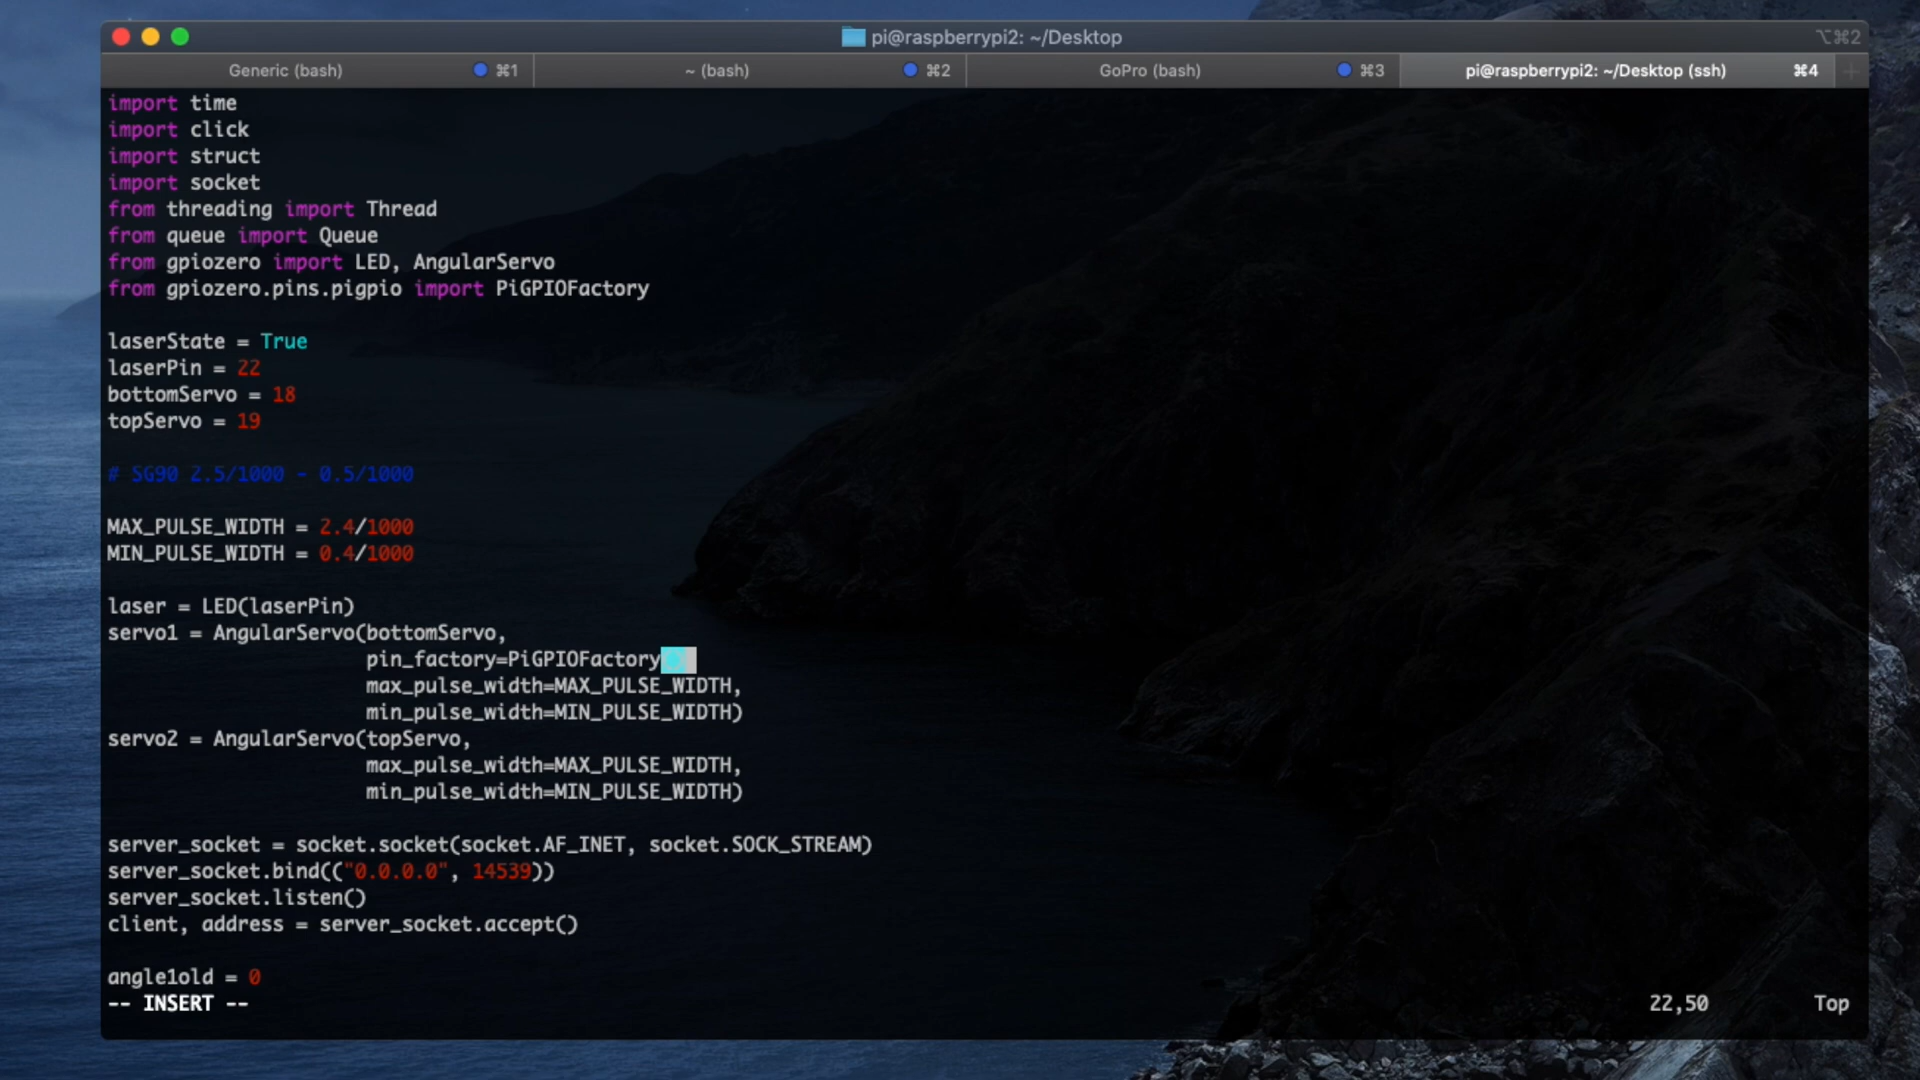 pi@raspberrypi2: ~/Desktop
⌥⌘2
Generic (bash) ⌘1 ~ (bash) ⌘2 GoPro (bash) ⌘3 pi@raspberrypi2: ~/Desktop (ssh) ⌘4 +
import time
import click
import struct
import socket
from threading import Thread
from queue import Queue
from gpiozero import LED, AngularServo
from gpiozero.pins.pigpio import PiGPIOFactory
laserState = True
laserPin = 22
bottomServo = 18
topServo = 19
# SG90 2.5/1000 - 0.5/1000
MAX_PULSE_WIDTH = 2.4/1000
MIN_PULSE_WIDTH = 0.4/1000
laser = LED(laserPin)
servo1 = AngularServo(bottomServo,
pin_factory=PiGPIOFactory
max_pulse_width=MAX_PULSE_WIDTH,
min_pulse_width=MIN_PULSE_WIDTH)
servo2 = AngularServo(topServo,
max_pulse_width=MAX_PULSE_WIDTH,
min_pulse_width=MIN_PULSE_WIDTH)
server_socket = socket.socket(socket.AF_INET, socket.SOCK_STREAM)
server_socket.bind(("0.0.0.0", 14539))
server_socket.listen()
client, address = server_socket.accept()
angle1old = 0
-- INSERT -- 22,50 Top